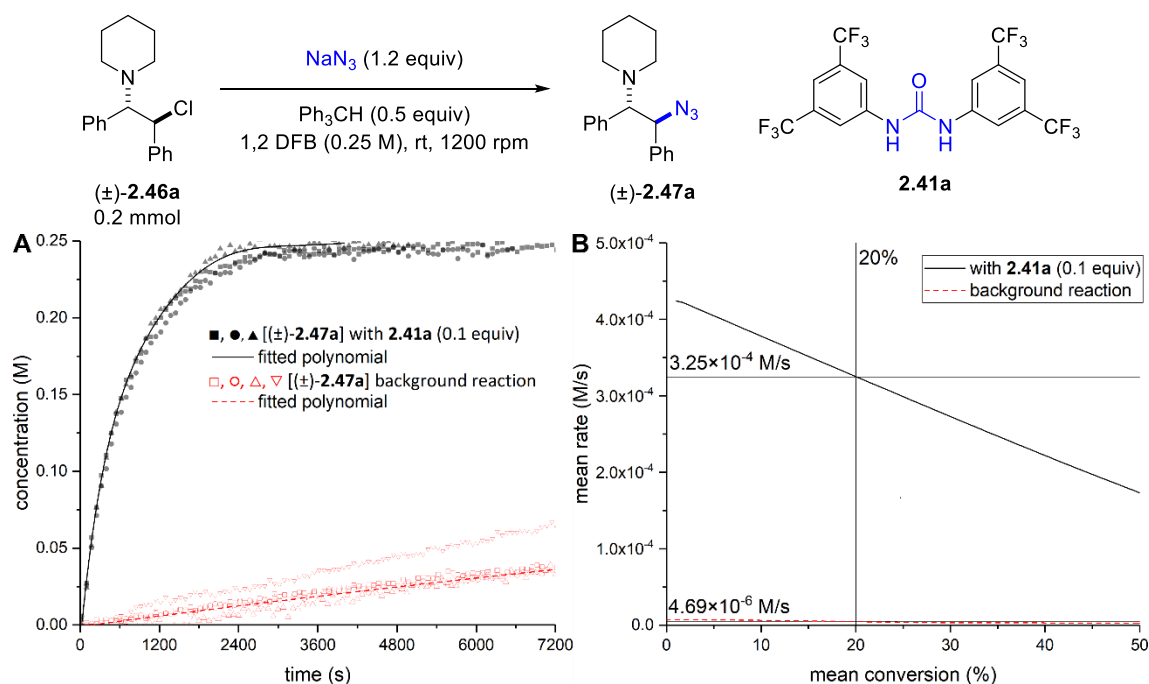 N
Cl
Ph
Ph
(±)-2.46a
0.2 mmol
NaN3 (1.2 equiv)
Ph3CH (0.5 equiv)
1,2 DFB (0.25 M), rt, 1200 rpm
N
N3
Ph
Ph
(±)-2.47a
CF3
CF3
O
F3C
N
H
N
H
CF3
2.41a
A
0.25
0.20
0.15
0.10
0.05
0.00
concentration (M)
■, ●, ▲ [(±)-2.47a] with 2.41a (0.1 equiv)
fitted polynomial
□, ○, △, ▽ [(±)-2.47a] background reaction
fitted polynomial
0
1200
2400
3600
4800
6000
7200
time (s)
B
5.0x10-4
4.0x10-4
3.0x10-4
2.0x10-4
1.0x10-4
0.0
mean rate (M/s)
20%
with 2.41a (0.1 equiv)
background reaction
3.25×10-4 M/s
4.69×10-6 M/s
0
10
20
30
40
50
mean conversion (%)